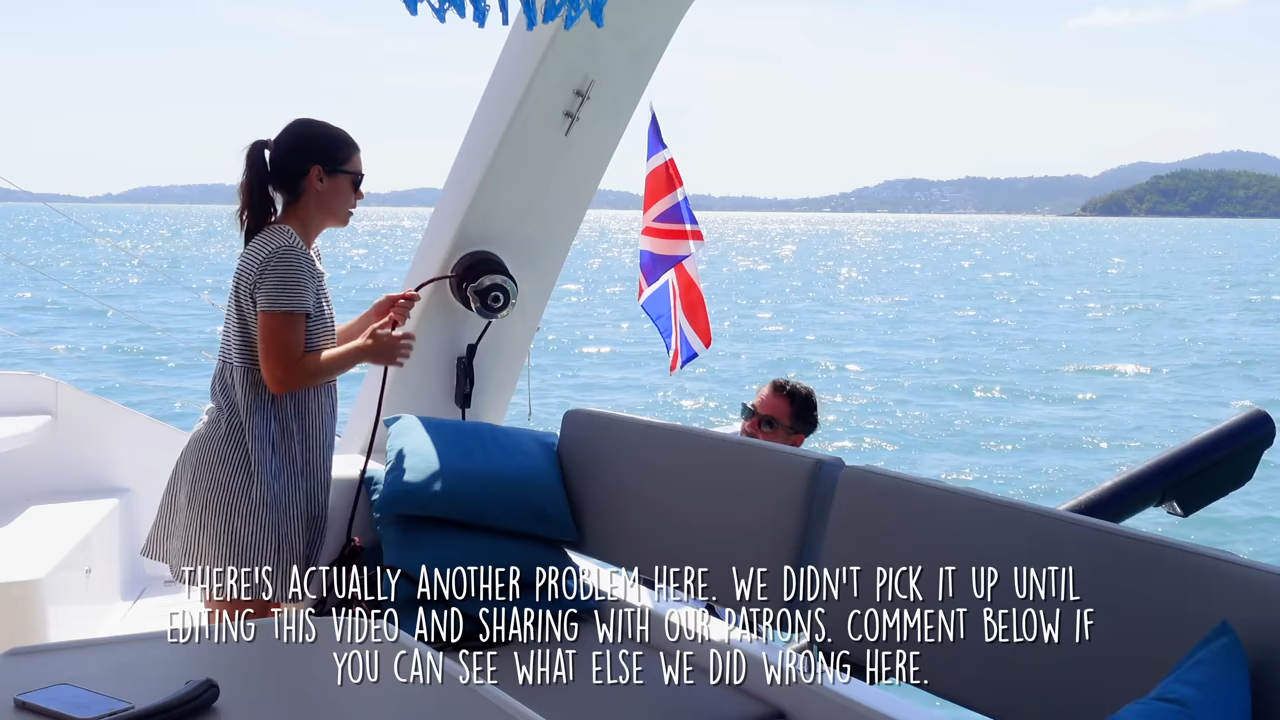 THERE'S ACTUALLY ANOTHER PROBLEM HERE. WE DIDN'T PICK IT UP UNTIL
EDITING THIS VIDEO AND SHARING WITH OUR PATRONS. COMMENT BELOW IF
YOU CAN SEE WHAT ELSE WE DID WRONG HERE.